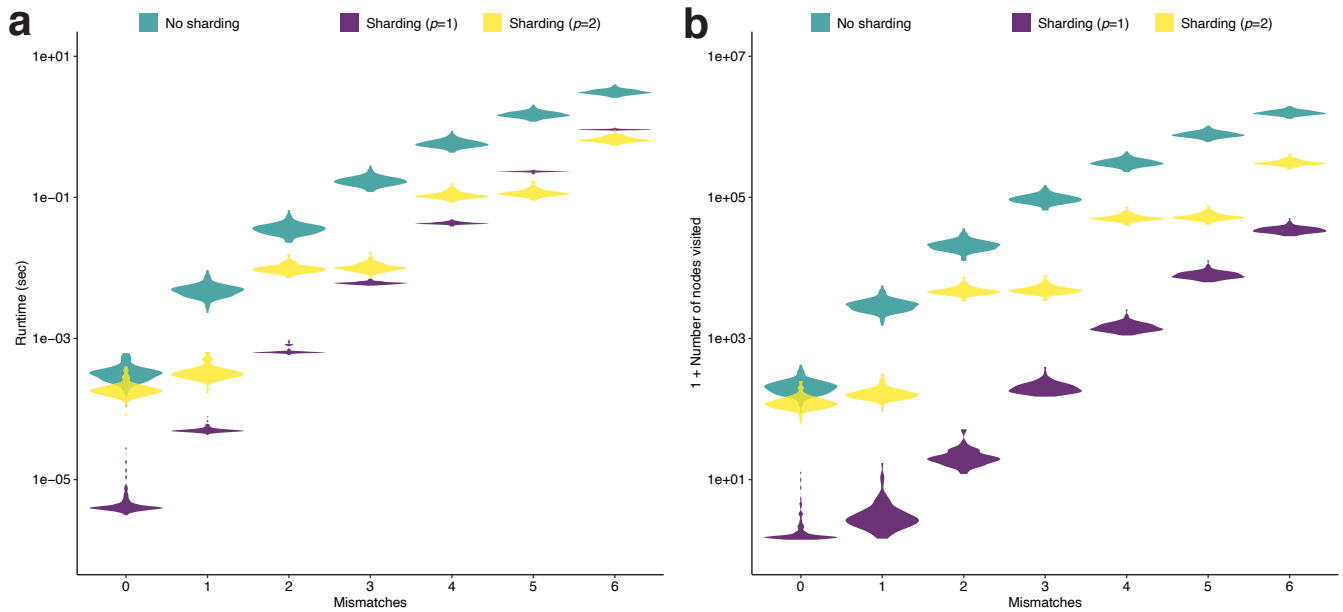 a
No sharding
Sharding (p=1)
Sharding (p=2)
1e+01
1e−01
1e−03
1e−05
Runtime (sec)
0 1 2 3 4 5 6
Mismatches
b
No sharding
Sharding (p=1)
Sharding (p=2)
1e+07
1e+05
1e+03
1e+01
1 + Number of nodes visited
0 1 2 3 4 5 6
Mismatches